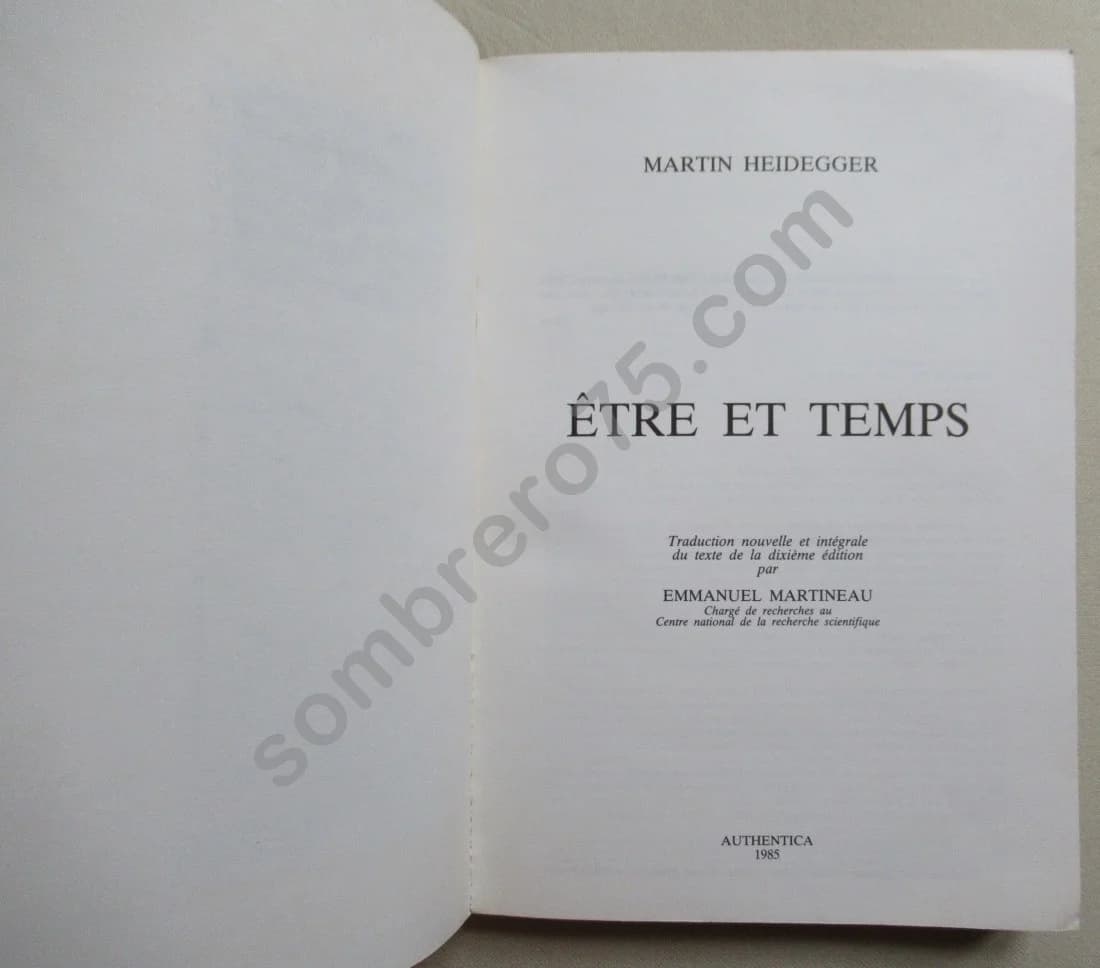 MARTIN HEIDEGGER
ÊTRE ET TEMPS
Traduction nouvelle et intégrale
du texte de la dixième édition
par
EMMANUEL MARTINEAU
Chargé de recherches au
Centre national de la recherche scientifique
AUTHENTICA
1985
sombrero75.com